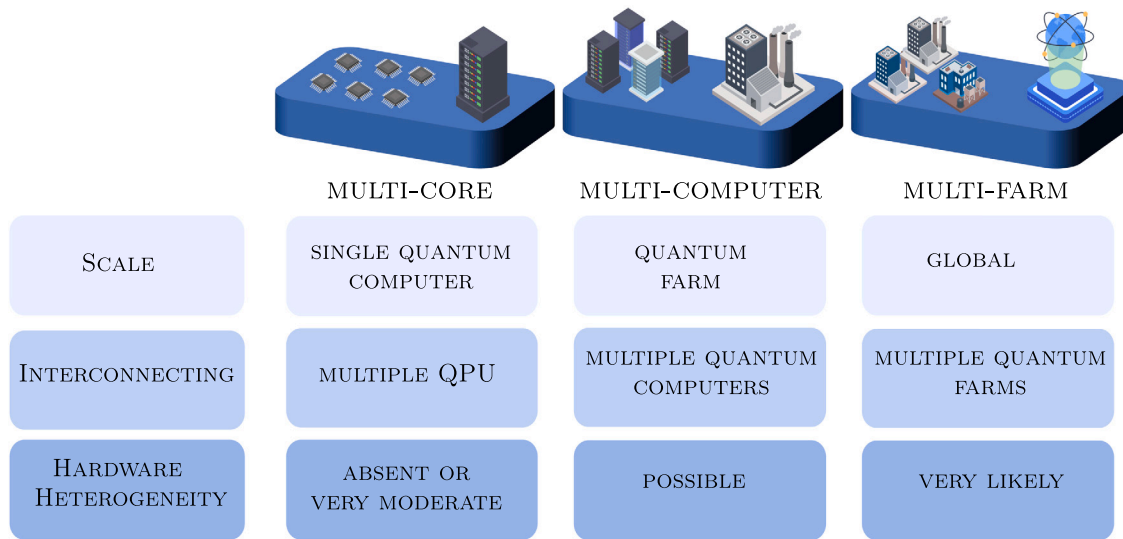 MULTI-CORE MULTI-COMPUTER MULTI-FARM
SCALE
SINGLE QUANTUM
COMPUTER
QUANTUM
FARM
GLOBAL
INTERCONNECTING
MULTIPLE QPU
MULTIPLE QUANTUM
COMPUTERS
MULTIPLE QUANTUM
FARMS
HARDWARE
HETEROGENEITY
ABSENT OR
VERY MODERATE
POSSIBLE
VERY LIKELY